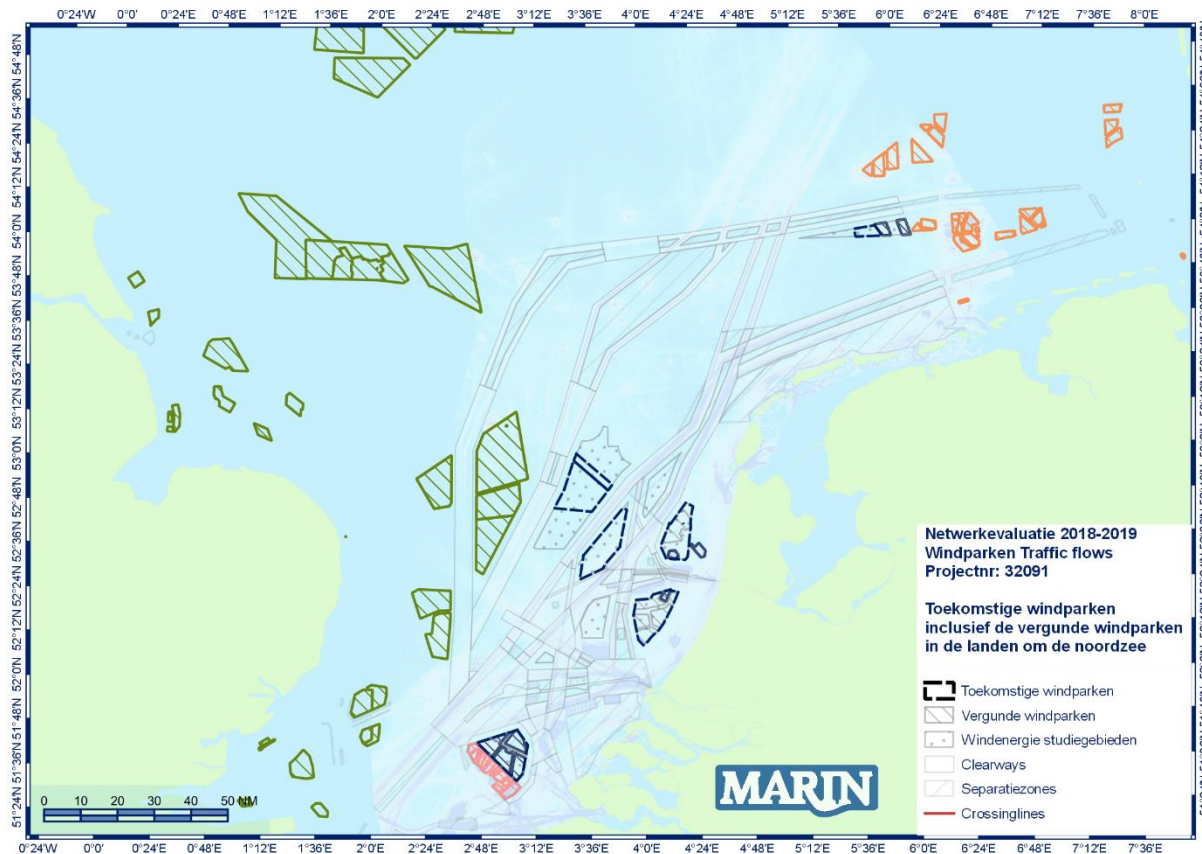 0°24'W 0°0' 0°24'E 0°48'E 1°12'E 1°36'E 2°0'E 2°24'E 2°48'E 3°12'E 3°36'E 4°0'E 4°24'E 4°48'E 5°12'E 5°36'E 6°0'E 6°24'E 6°48'E 7°12'E 7°36'E 8°0'E
54°48'N
54°36'N
54°24'N
54°12'N
54°0'N
53°48'N
53°36'N
53°24'N
53°12'N
53°0'N
52°48'N
52°36'N
52°24'N
52°12'N
52°0'N
51°48'N
51°36'N
51°24'N
Netwerkevaluatie 2018-2019
Windparken Traffic flows
Projectnr: 32091
Toekomstige windparken
inclusief de vergunde windparken
in de landen om de noordzee
Toekomstige windparken
Vergunde windparken
Windenergie studiegebieden
Clearways
Separatiezones
Crossinglines
MARIN
0 10 20 30 40 50 NM
0°24'W 0°0' 0°24'E 0°48'E 1°12'E 1°36'E 2°0'E 2°24'E 2°48'E 3°12'E 3°36'E 4°0'E 4°24'E 4°48'E 5°12'E 5°36'E 6°0'E 6°24'E 6°48'E 7°12'E 7°36'E